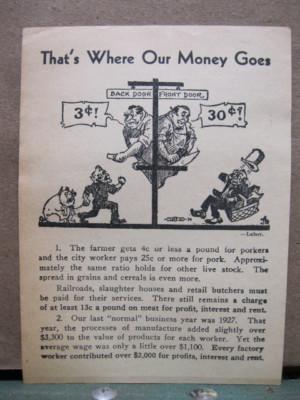 That's Where Our Money Goes
BACK DOOR FRONT DOOR
3¢!
30¢?
—Labor.
1. The farmer gets 4c or less a pound for porkers
and the city worker pays 25c or more for pork. Approxi-
mately the same ratio holds for other live stock. The
spread in grains and cereals is even more.
Railroads, slaughter houses and retail butchers must
be paid for their services. There still remains a charge
of at least 13c a pound on meat for profit, interest and rent.
2. Our last "normal" business year was 1927. That
year, the processes of manufacture added slightly over
$3,300 to the value of products for each worker. Yet the
average wage was only a little over $1,100. Every factory
worker contributed over $2,000 for profits, interest and rent.